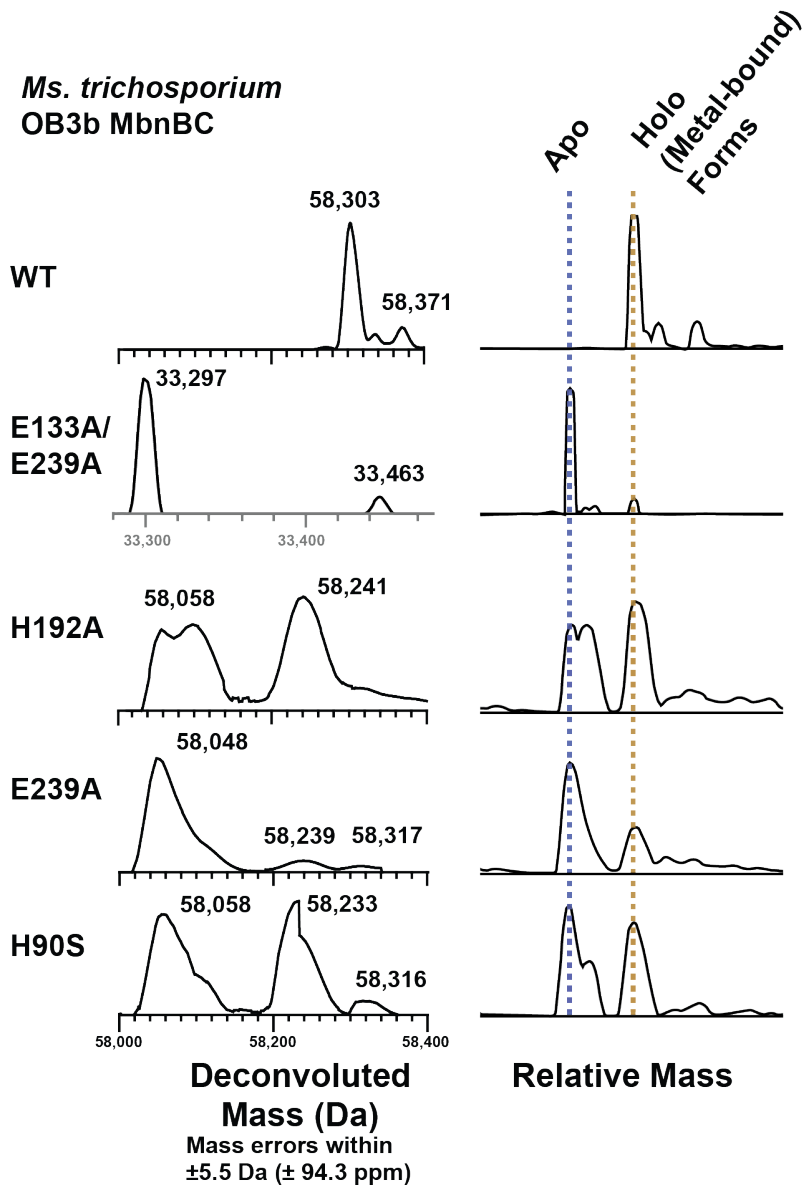 Ms. trichosporium
OB3b MbnBC
Apo
Holo
(Metal-bound)
Forms
WT
58,303
58,371
E133A/
E239A
33,297
33,463
33,300
33,400
H192A
58,058
58,241
E239A
58,048
58,239
58,317
H90S
58,058
58,233
58,316
58,000
58,200
58,400
Deconvoluted
Mass (Da)
Mass errors within
±5.5 Da (± 94.3 ppm)
Relative Mass